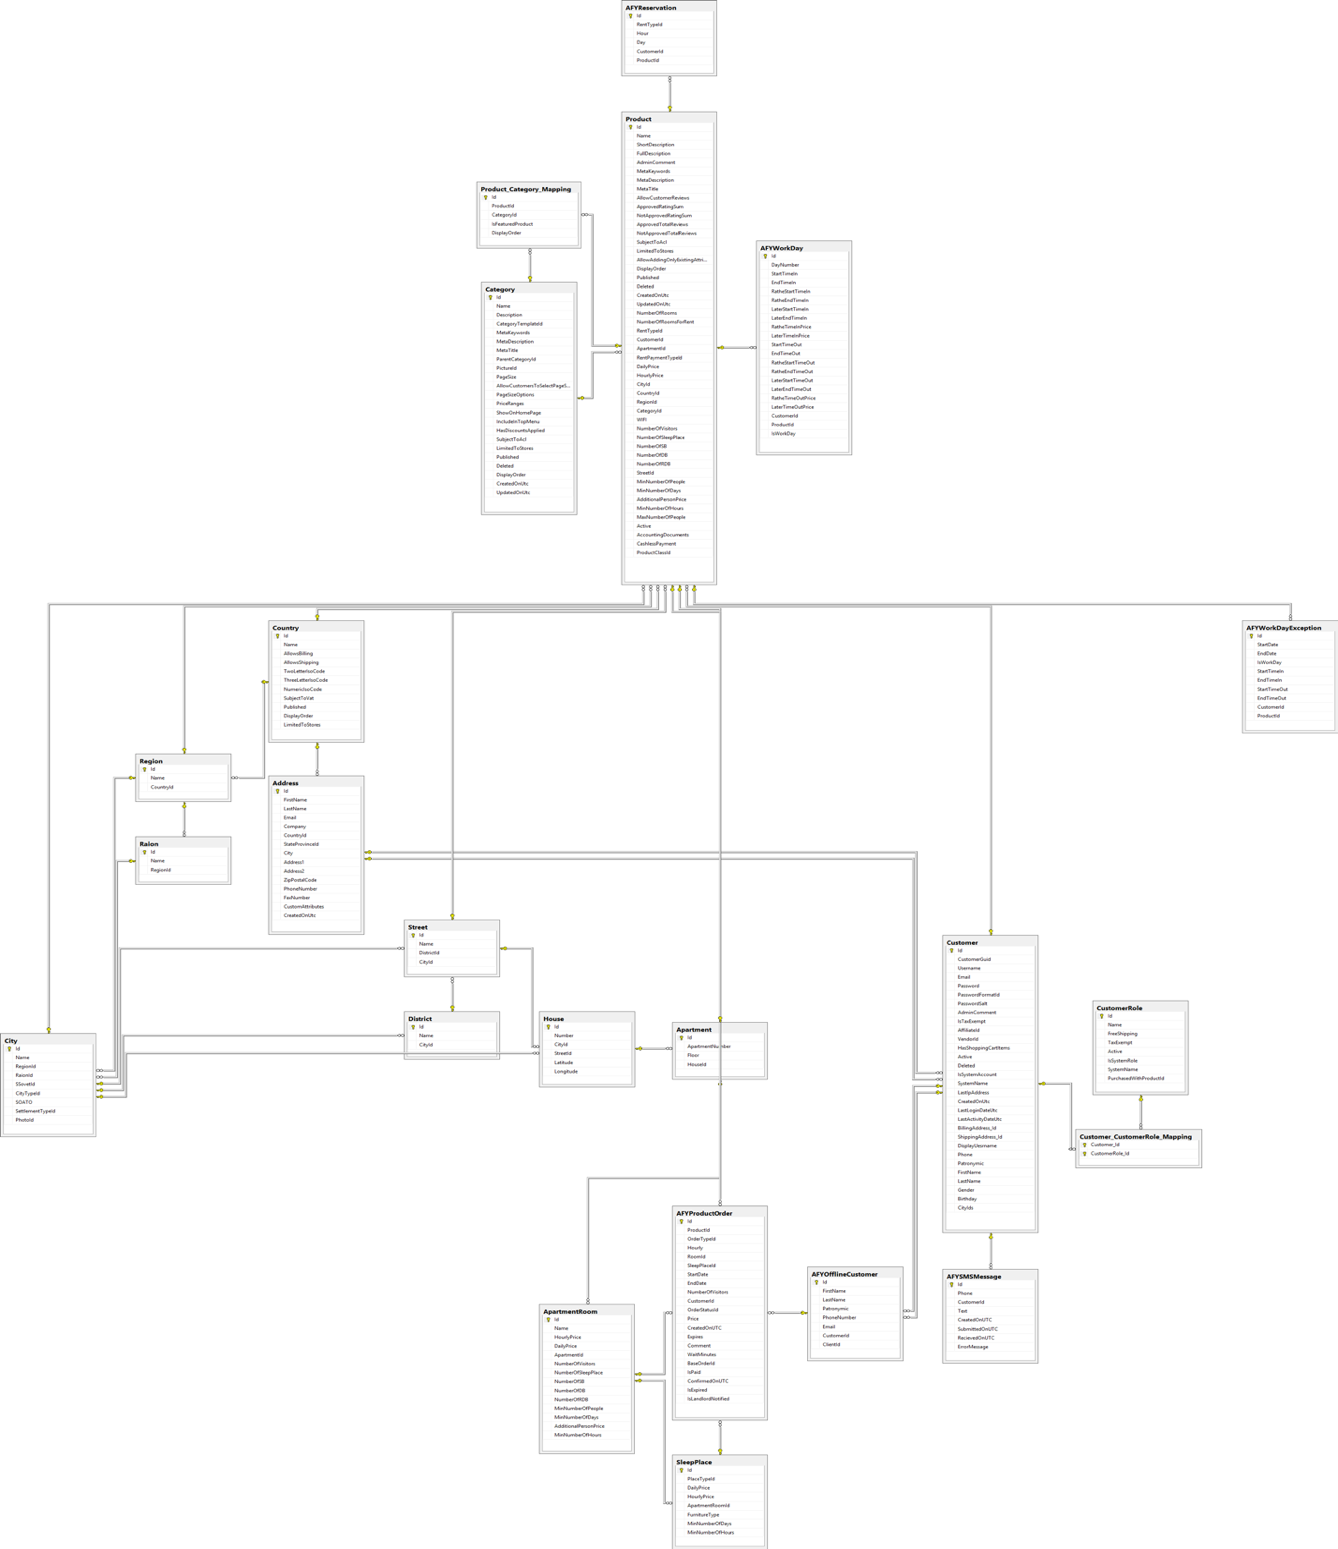 AFYReservation
Id
RentTypeId
Hour
Day
CustomerId
ProductId
Product
Id
Name
ShortDescription
FullDescription
AdminComment
MetaKeywords
MetaDescription
MetaTitle
AllowCustomerReviews
ApprovedRatingSum
NotApprovedRatingSum
ApprovedTotalReviews
NotApprovedTotalReviews
SubjectToAcl
LimitedToStores
AllowAddingOnlyExistingAttri...
DisplayOrder
Published
Deleted
CreatedOnUtc
UpdatedOnUtc
NumberOfRooms
NumberOfRoomsForRent
RentTypeId
CustomerId
ApartmentId
RentPaymentTypeId
DailyPrice
HourlyPrice
CityId
CountryId
RegionId
CategoryId
WiFi
NumberOfVisitors
NumberOfSleepPlace
NumberOfSB
NumberOfDB
NumberOfRDB
StreetId
MinNumberOfPeople
MinNumberOfDays
AdditionalPersonPrice
MinNumberOfHours
MaxNumberOfPeople
Active
AccountingDocuments
CashlessPayment
ProductClassId
Product_Category_Mapping
Id
ProductId
CategoryId
IsFeaturedProduct
DisplayOrder
Category
Id
Name
Description
CategoryTemplateId
MetaKeywords
MetaDescription
MetaTitle
ParentCategoryId
PictureId
PageSize
AllowCustomersToSelectPageS...
PageSizeOptions
PriceRanges
ShowOnHomePage
IncludeInTopMenu
HasDiscountsApplied
SubjectToAcl
LimitedToStores
Published
Deleted
DisplayOrder
CreatedOnUtc
UpdatedOnUtc
AFYWorkDay
Id
DayNumber
StartTimeIn
EndTimeIn
RatheStartTimeIn
RatheEndTimeIn
LaterStartTimeIn
LaterEndTimeIn
RatheTimeInPrice
LaterTimeInPrice
StartTimeOut
EndTimeOut
RatheStartTimeOut
RatheEndTimeOut
LaterStartTimeOut
LaterEndTimeOut
RatheTimeOutPrice
LaterTimeOutPrice
CustomerId
ProductId
IsWorkDay
Country
Id
Name
AllowsBilling
AllowsShipping
TwoLetterIsoCode
ThreeLetterIsoCode
NumericIsoCode
SubjectToVat
Published
DisplayOrder
LimitedToStores
AFYWorkDayException
Id
StartDate
EndDate
IsWorkDay
StartTimeIn
EndTimeIn
StartTimeOut
EndTimeOut
CustomerId
ProductId
Region
Id
Name
CountryId
Raion
Id
Name
RegionId
Address
Id
FirstName
LastName
Email
Company
CountryId
StateProvinceId
City
Address1
Address2
ZipPostalCode
PhoneNumber
FaxNumber
CustomAttributes
CreatedOnUtc
Street
Id
Name
DistrictId
CityId
District
Id
Name
CityId
City
Id
Name
RegionId
RaionId
SSovetId
CityTypeId
SOATO
SettlementTypeId
PhotoId
House
Id
Number
CityId
StreetId
Latitude
Longitude
Apartment
Id
ApartmentNumber
Floor
HouseId
Customer
Id
CustomerGuid
Username
Email
Password
PasswordFormatId
PasswordSalt
AdminComment
IsTaxExempt
AffiliateId
VendorId
HasShoppingCartItems
Active
Deleted
IsSystemAccount
SystemName
LastIpAddress
CreatedOnUtc
LastLoginDateUtc
LastActivityDateUtc
BillingAddress_Id
ShippingAddress_Id
DisplayUsername
Phone
Patronymic
FirstName
LastName
Gender
Birthday
CityIds
CustomerRole
Id
Name
FreeShipping
TaxExempt
Active
IsSystemRole
SystemName
PurchasedWithProductId
Customer_CustomerRole_Mapping
Customer_Id
CustomerRole_Id
AFYProductOrder
Id
ProductId
OrderTypeId
Hourly
RoomId
SleepPlaceId
StartDate
EndDate
NumberOfVisitors
CustomerId
OrderStatusId
Price
CreatedOnUTC
Expires
Comment
WaitMinutes
BaseOrderId
IsPaid
ConfirmedOnUTC
IsExpired
IsLandlordNotified
AFYOfflineCustomer
Id
FirstName
LastName
Patronymic
PhoneNumber
Email
CustomerId
ClientId
AFYSMSMessage
Id
Phone
CustomerId
Text
CreatedOnUTC
SubmittedOnUTC
RecievedOnUTC
ErrorMessage
ApartmentRoom
Id
Name
HourlyPrice
DailyPrice
ApartmentId
NumberOfVisitors
NumberOfSleepPlace
NumberOfSB
NumberOfDB
NumberOfRDB
MinNumberOfPeople
MinNumberOfDays
AdditionalPersonPrice
MinNumberOfHours
SleepPlace
Id
PlaceTypeId
DailyPrice
HourlyPrice
ApartmentRoomId
FurnitureType
MinNumberOfDays
MinNumberOfHours